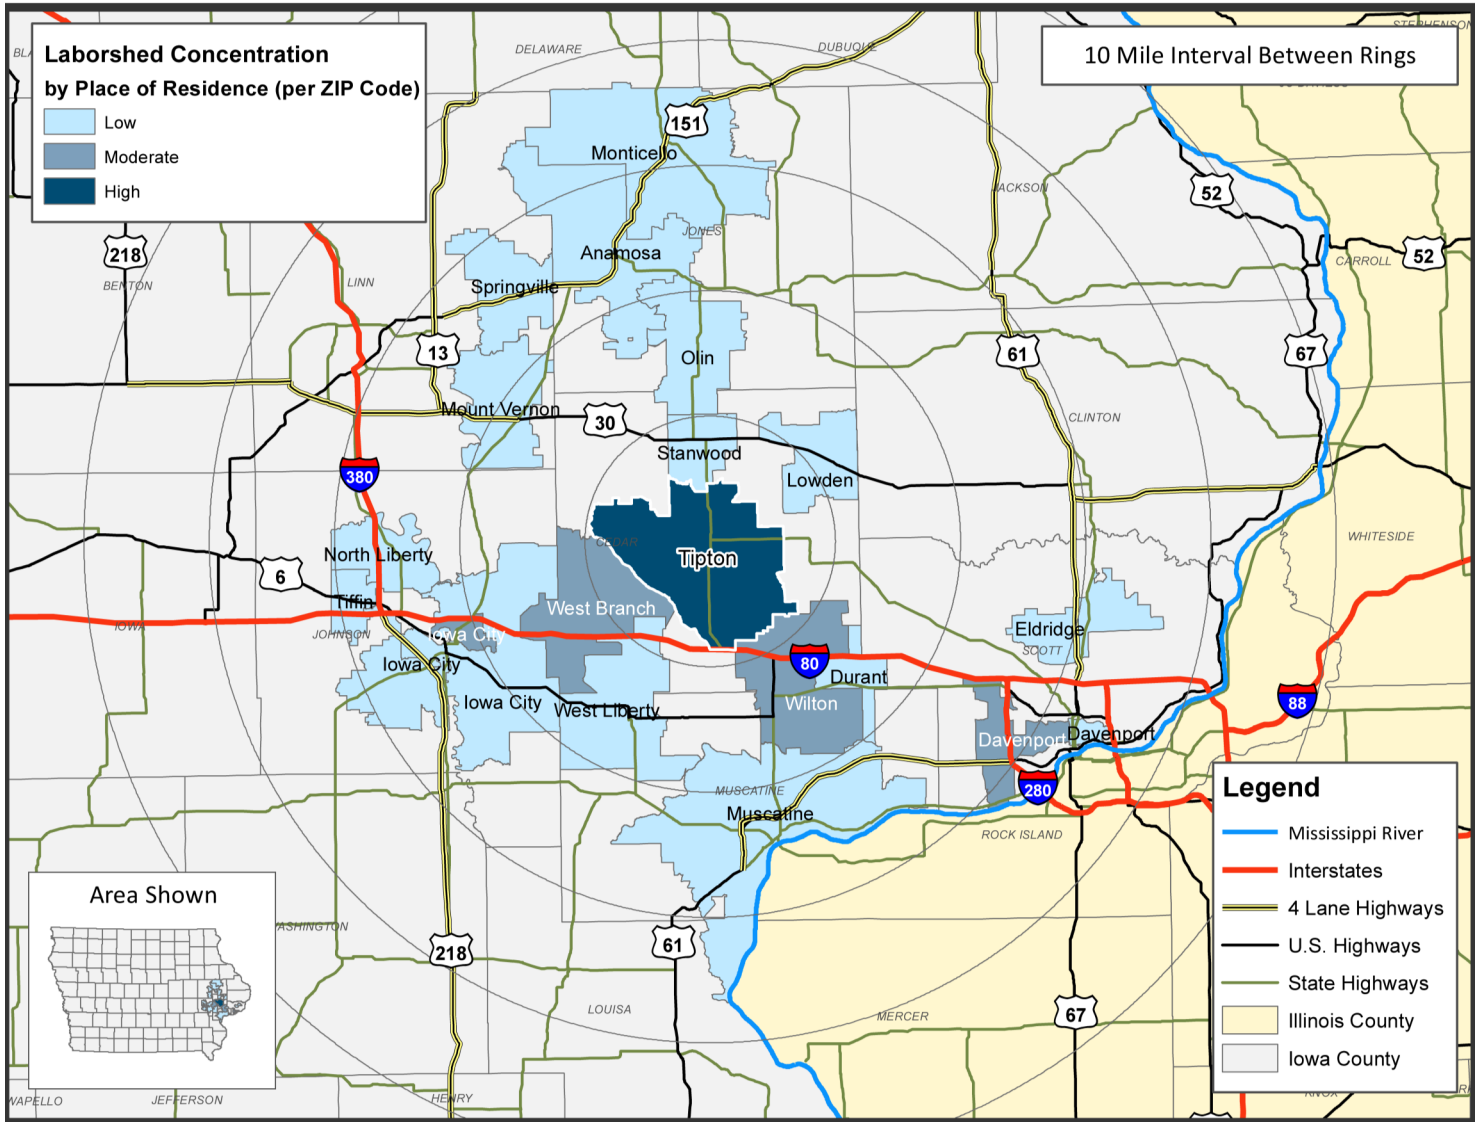 Laborshed Concentration
by Place of Residence (per ZIP Code)
Low
Moderate
High
10 Mile Interval Between Rings
DELAWARE
DUBUQUE
STEPHENSON
151
Monticello
JACKSON
52
218
JONES
Anamosa
52
CARROLL
BENTON
LINN
Springville
13
61
67
Olin
Mount Vernon
30
CLINTON
Stanwood
380
Lowden
WHITESIDE
CEDAR
North Liberty
Tipton
6
Tiffin
West Branch
IOWA
JOHNSON
Iowa City
Eldridge
SCOTT
Iowa City
80
Durant
88
Iowa City
West Liberty
Wilton
Davenport
Davenport
MUSCATINE
280
Muscatine
ROCK ISLAND
Legend
Mississippi River
Interstates
4 Lane Highways
U.S. Highways
State Highways
Illinois County
Iowa County
Area Shown
WASHINGTON
218
61
LOUISA
MERCER
67
WAPELLO
JEFFERSON
HENRY
KNOX